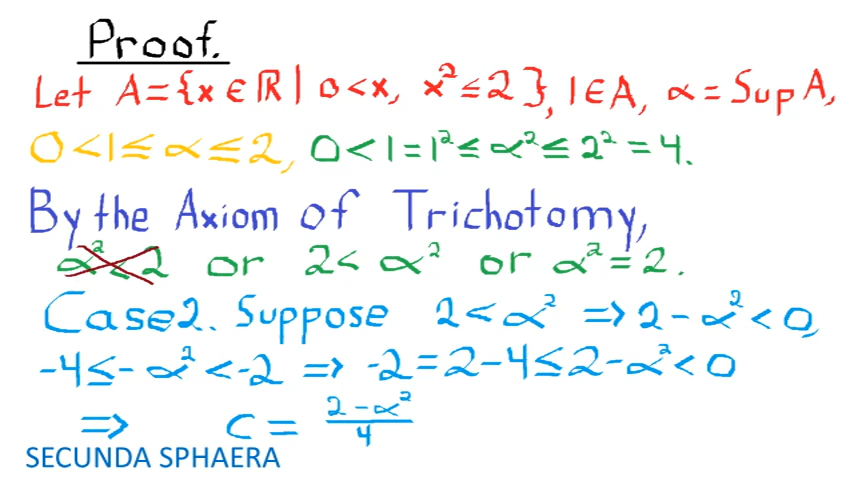 Proof.
Let A = {x ∈ ℝ | 0 < x, x² ≤ 2}, 1 ∈ A, α = Sup A,
0 < 1 ≤ α ≤ 2, 0 < 1 = 1² ≤ α² ≤ 2² = 4.
By the Axiom of Trichotomy,
α² < 2 or 2 < α² or α² = 2.
Case 2. Suppose 2 < α² ⇒ 2 - α² < 0,
-4 ≤ -α² < -2 ⇒ -2 = 2 - 4 ≤ 2 - α² < 0
⇒ c = (2 - α²)/4
SECUNDA SPHAERA